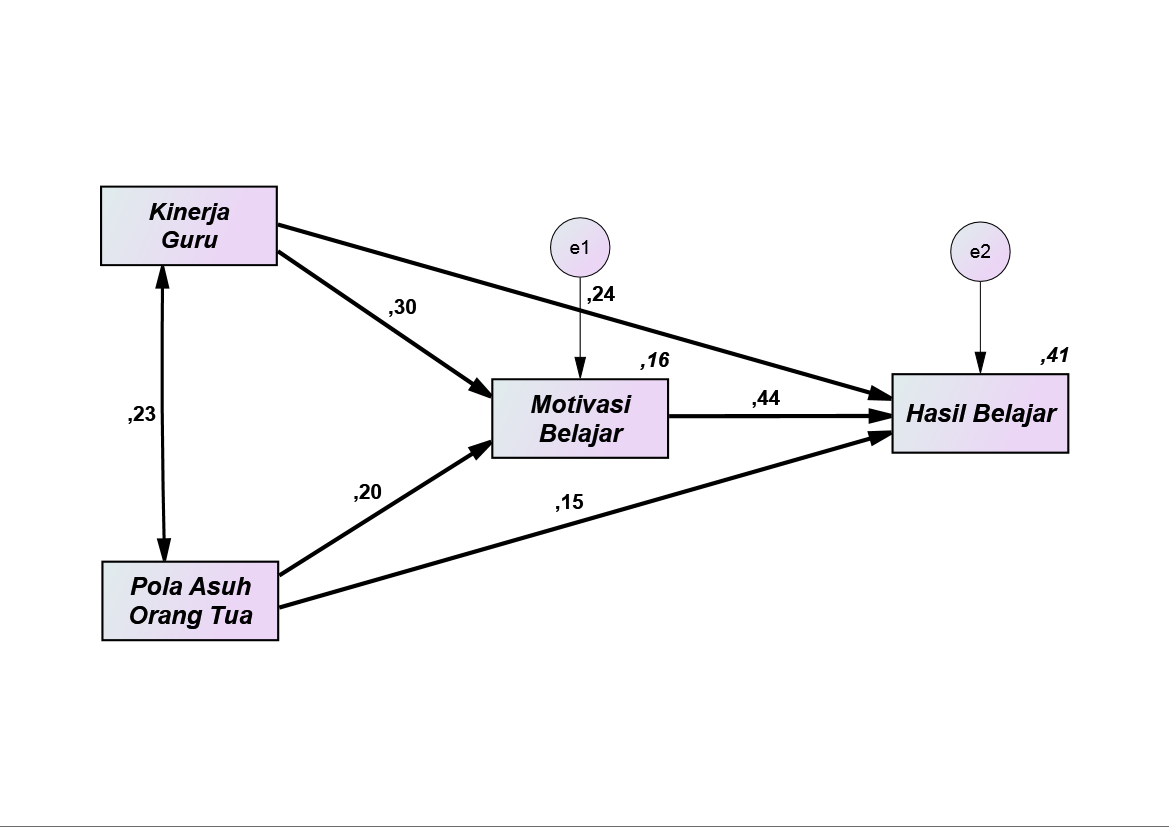 Kinerja
Guru
e1
e2
,24
,30
,16
,41
Motivasi
Belajar
,44
Hasil Belajar
,23
,20
,15
Pola Asuh
Orang Tua